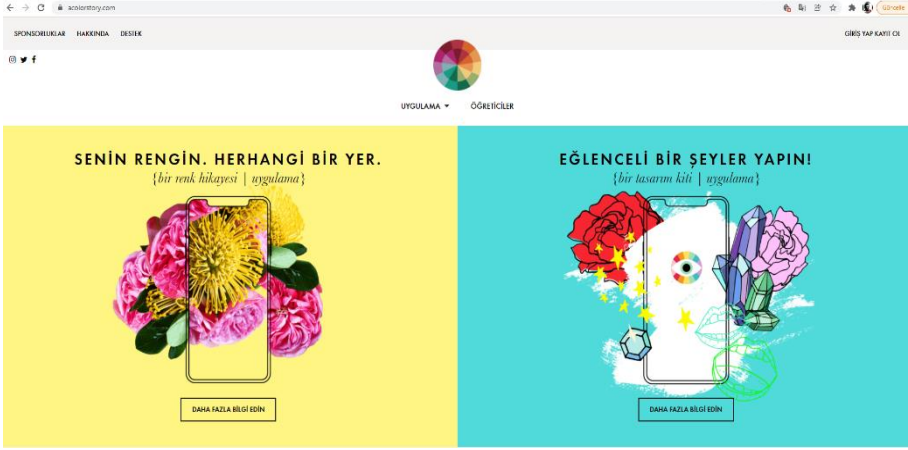 acolorstory.com
Güncelle
SPONSORLUKLAR HAKKINDA DESTEK
GİRİŞ YAP KAYIT OL
UYGULAMA ÖĞRETİCİLER
SENİN RENGİN. HERHANGİ BİR YER.
{bir renk hikayesi | uygulama}
DAHA FAZLA BİLGİ EDİN
EĞLENCELİ BİR ŞEYLER YAPIN!
{bir tasarım kiti | uygulama}
DAHA FAZLA BİLGİ EDİN